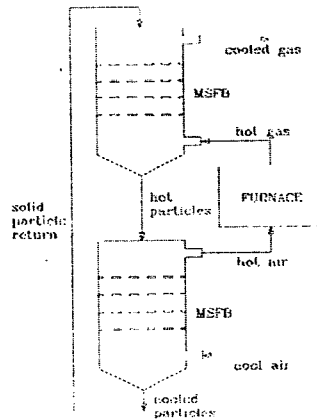 cooled gas
MSFB
hot gas
FURNACE
hot
particles
solid
particle
return
hot air
MSFB
cool air
cooled
particles